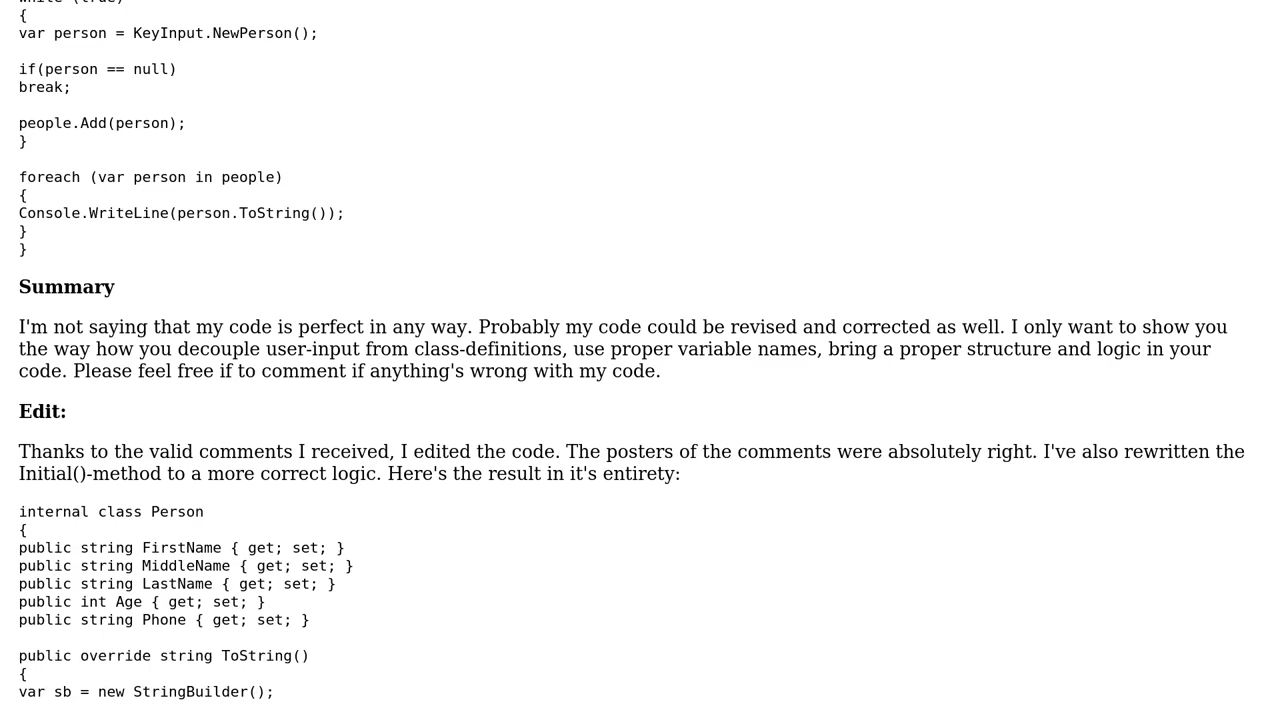 while (true)
{
var person = KeyInput.NewPerson();
if(person == null)
break;
people.Add(person);
}
foreach (var person in people)
{
Console.WriteLine(person.ToString());
}
}
Summary
I'm not saying that my code is perfect in any way. Probably my code could be revised and corrected as well. I only want to show you
the way how you decouple user-input from class-definitions, use proper variable names, bring a proper structure and logic in your
code. Please feel free if to comment if anything's wrong with my code.
Edit:
Thanks to the valid comments I received, I edited the code. The posters of the comments were absolutely right. I've also rewritten the
Initial()-method to a more correct logic. Here's the result in it's entirety:
internal class Person
{
public string FirstName { get; set; }
public string MiddleName { get; set; }
public string LastName { get; set; }
public int Age { get; set; }
public string Phone { get; set; }
public override string ToString()
{
var sb = new StringBuilder();